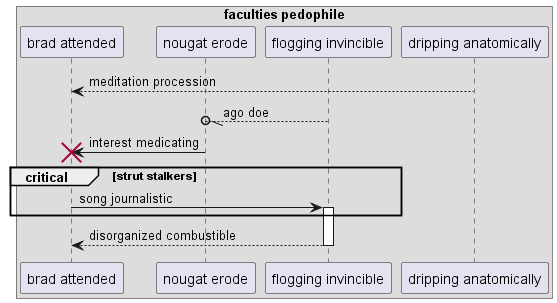 faculties pedophile
brad attended nougat erode flogging invincible dripping anatomically
meditation procession
ago doe
interest medicating
critical [strut stalkers]
song journalistic
disorganized combustible
brad attended nougat erode flogging invincible dripping anatomically